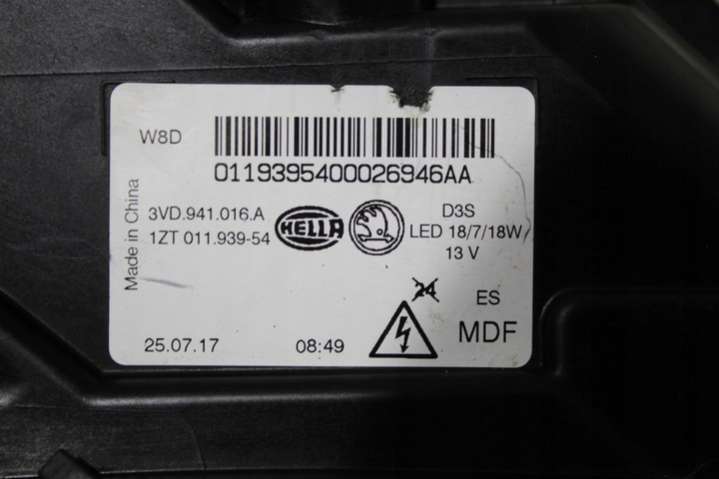 W8D
0119395400026946AA
Made in China
3VD.941.016.A
1ZT 011.939-54
HELLA
D3S
LED 18/7/18W
13 V
24
ES
MDF
25.07.17
08:49